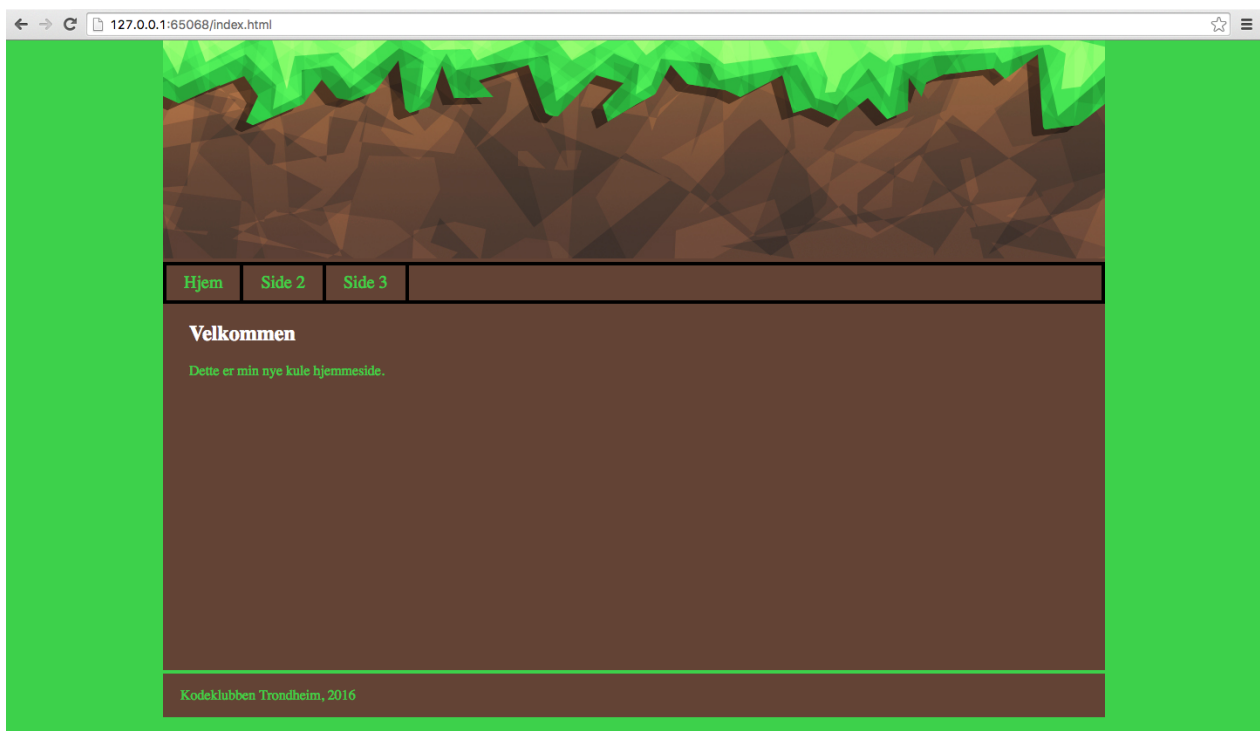 127.0.0.1:65068/index.html
Hjem Side 2 Side 3
Velkommen
Dette er min nye kule hjemmeside.
Kodeklubben Trondheim, 2016